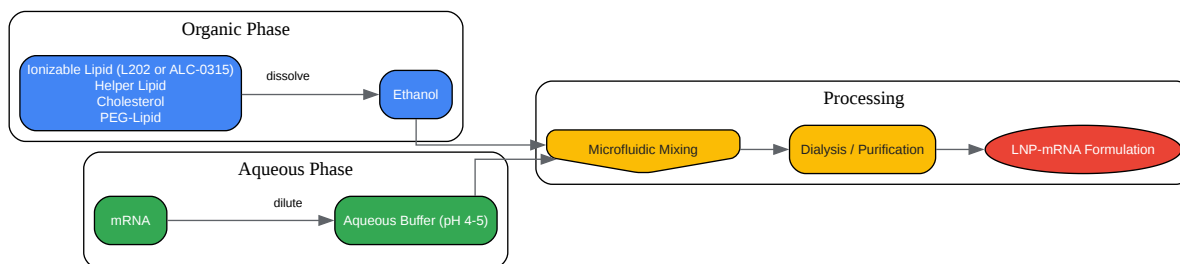 Organic Phase
Ionizable Lipid (L202 or ALC-0315)
Helper Lipid
Cholesterol
PEG-Lipid
dissolve
Ethanol
Aqueous Phase
mRNA
dilute
Aqueous Buffer (pH 4-5)
Processing
Microfluidic Mixing
Dialysis / Purification
LNP-mRNA Formulation